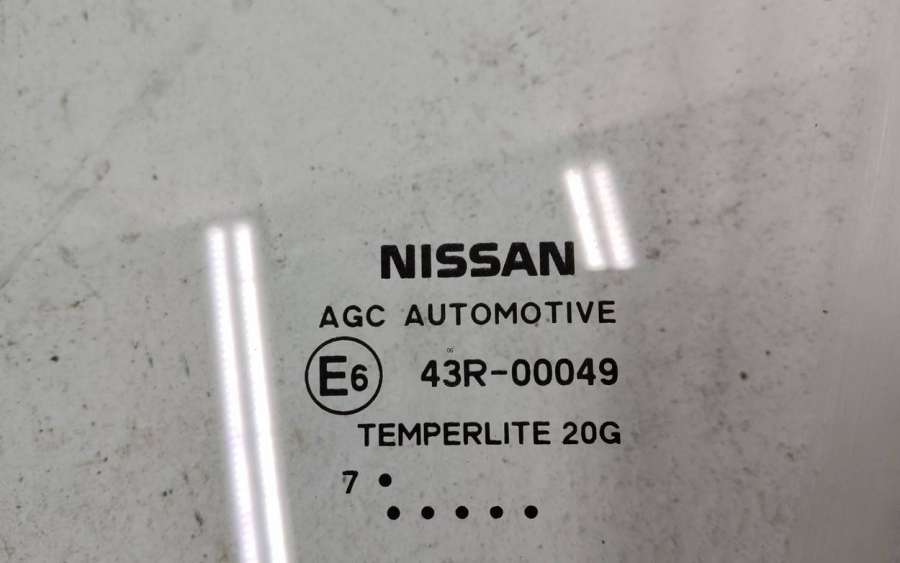 NISSAN
AGC AUTOMOTIVE
E6 43R-00049
TEMPERLITE 20G
7 •
• • • • •